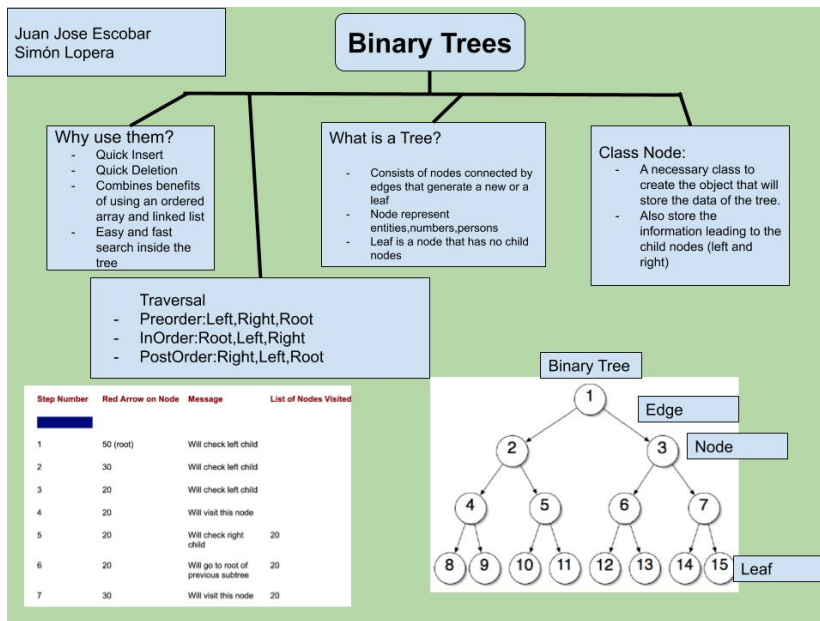 Juan Jose Escobar
Simón Lopera
Binary Trees
Why use them?
- Quick Insert
- Quick Deletion
- Combines benefits
of using an ordered
array and linked list
- Easy and fast
search inside the
tree
What is a Tree?
- Consists of nodes connected by
edges that generate a new or a
leaf
- Node represent
entities,numbers,persons
- Leaf is a node that has no child
nodes
Class Node:
- A necessary class to
create the object that will
store the data of the tree.
- Also store the
information leading to the
child nodes (left and
right)
Traversal
- Preorder:Left,Right,Root
- InOrder:Root,Left,Right
- PostOrder:Right,Left,Root
Step Number Red Arrow on Node Message List of Nodes Visited
1 50 (root) Will check left child
2 30 Will check left child
3 20 Will check left child
4 20 Will visit this node
5 20 Will check right 20
child
6 20 Will go to root of 20
previous subtree
7 30 Will visit this node 20
Binary Tree
1
Edge
2 3
Node
4 5 6 7
8 9 10 11 12 13 14 15
Leaf